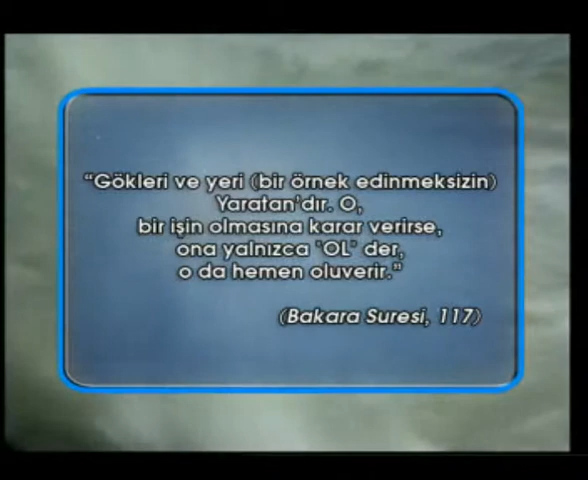 "Gökleri ve yeri (bir örnek edinmeksizin)
Yaratan'dır. O,
bir işin olmasına karar verirse,
ona yalnızca "OL" der,
o da hemen oluverir."
(Bakara Suresi, 117)